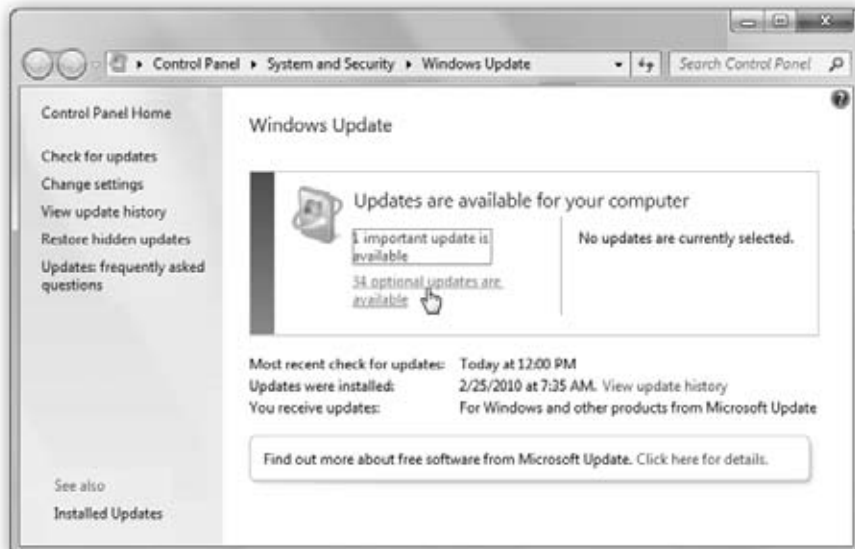 Control Panel ▸ System and Security ▸ Windows Update
Search Control Panel
Control Panel Home
Check for updates
Change settings
View update history
Restore hidden updates
Updates: frequently asked
questions
See also
Installed Updates
Windows Update
Updates are available for your computer
1 important update is
available
34 optional updates are
available
No updates are currently selected.
Most recent check for updates: Today at 12:00 PM
Updates were installed: 2/25/2010 at 7:35 AM. View update history
You receive updates: For Windows and other products from Microsoft Update
Find out more about free software from Microsoft Update. Click here for details.